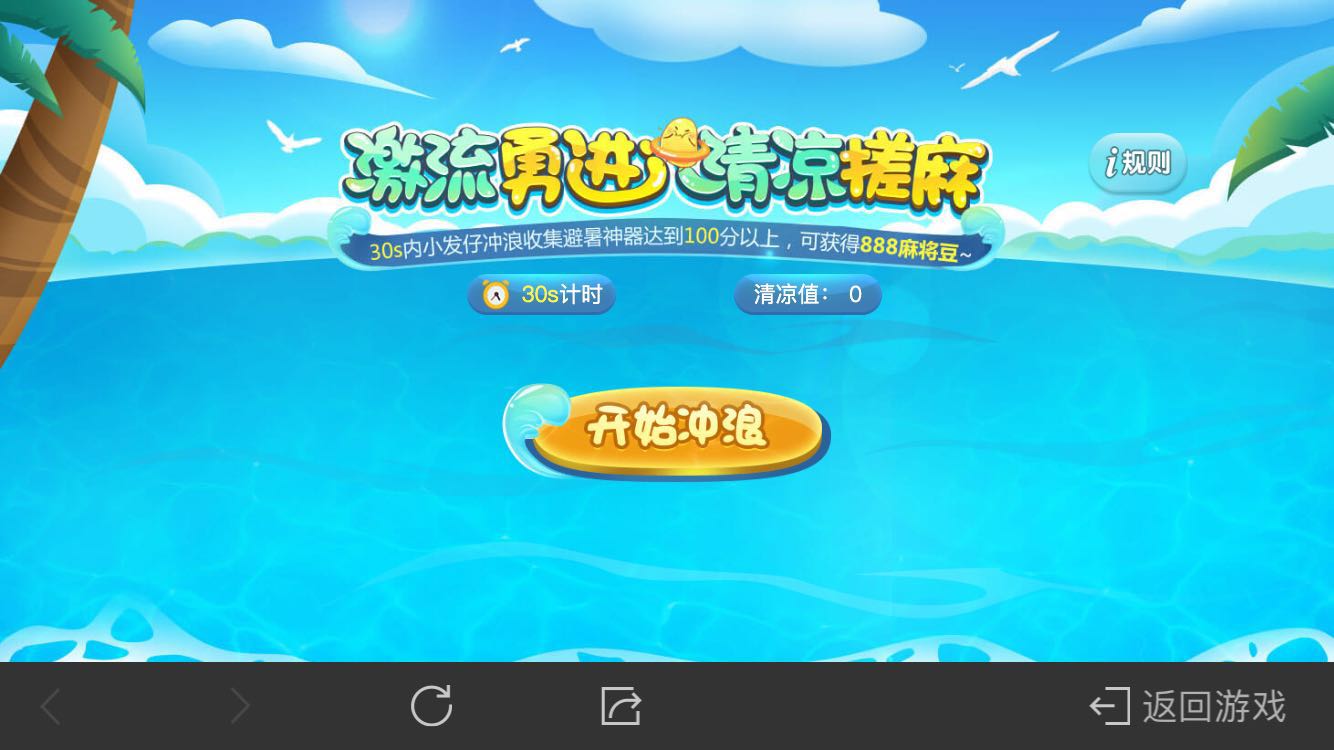 激流勇进 清凉搓麻
i规则
30s内小发仔冲浪收集避暑神器达到100分以上，可获得888麻将豆~
30s计时
清凉值： 0
开始冲浪
返回游戏